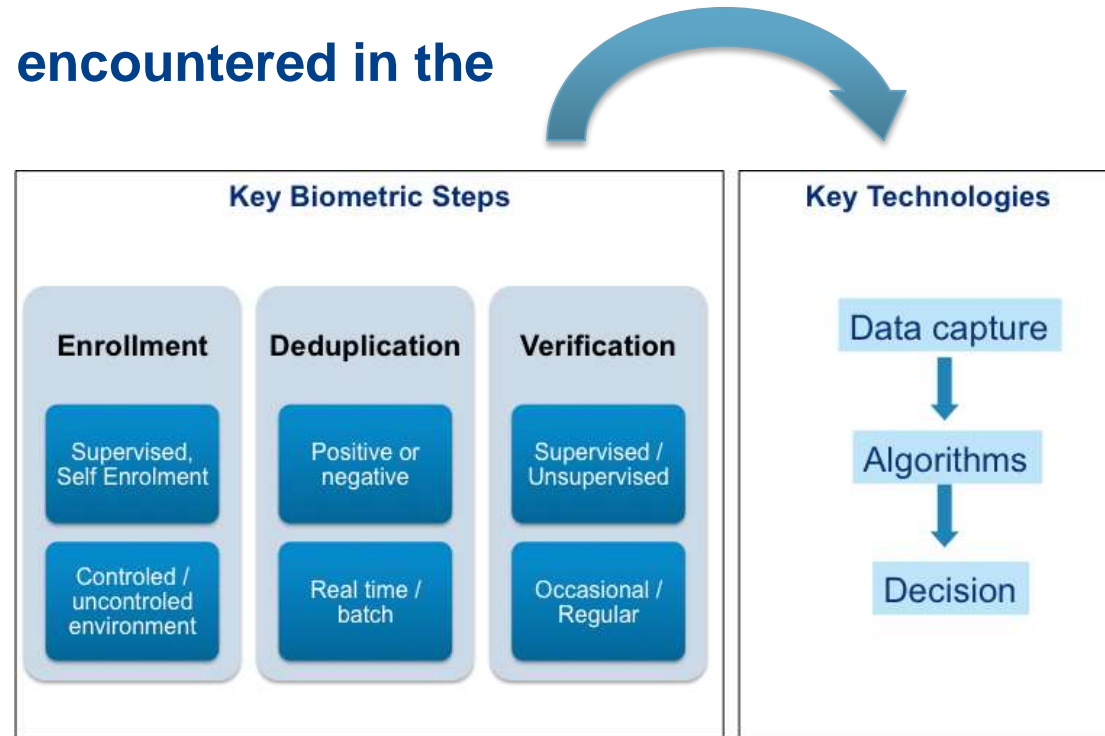 encountered in the
Key Biometric Steps
Enrollment
Supervised,
Self Enrolment
Controled /
uncontroled
environment
Deduplication
Positive or
negative
Real time /
batch
Verification
Supervised /
Unsupervised
Occasional /
Regular
Key Technologies
Data capture
Algorithms
Decision